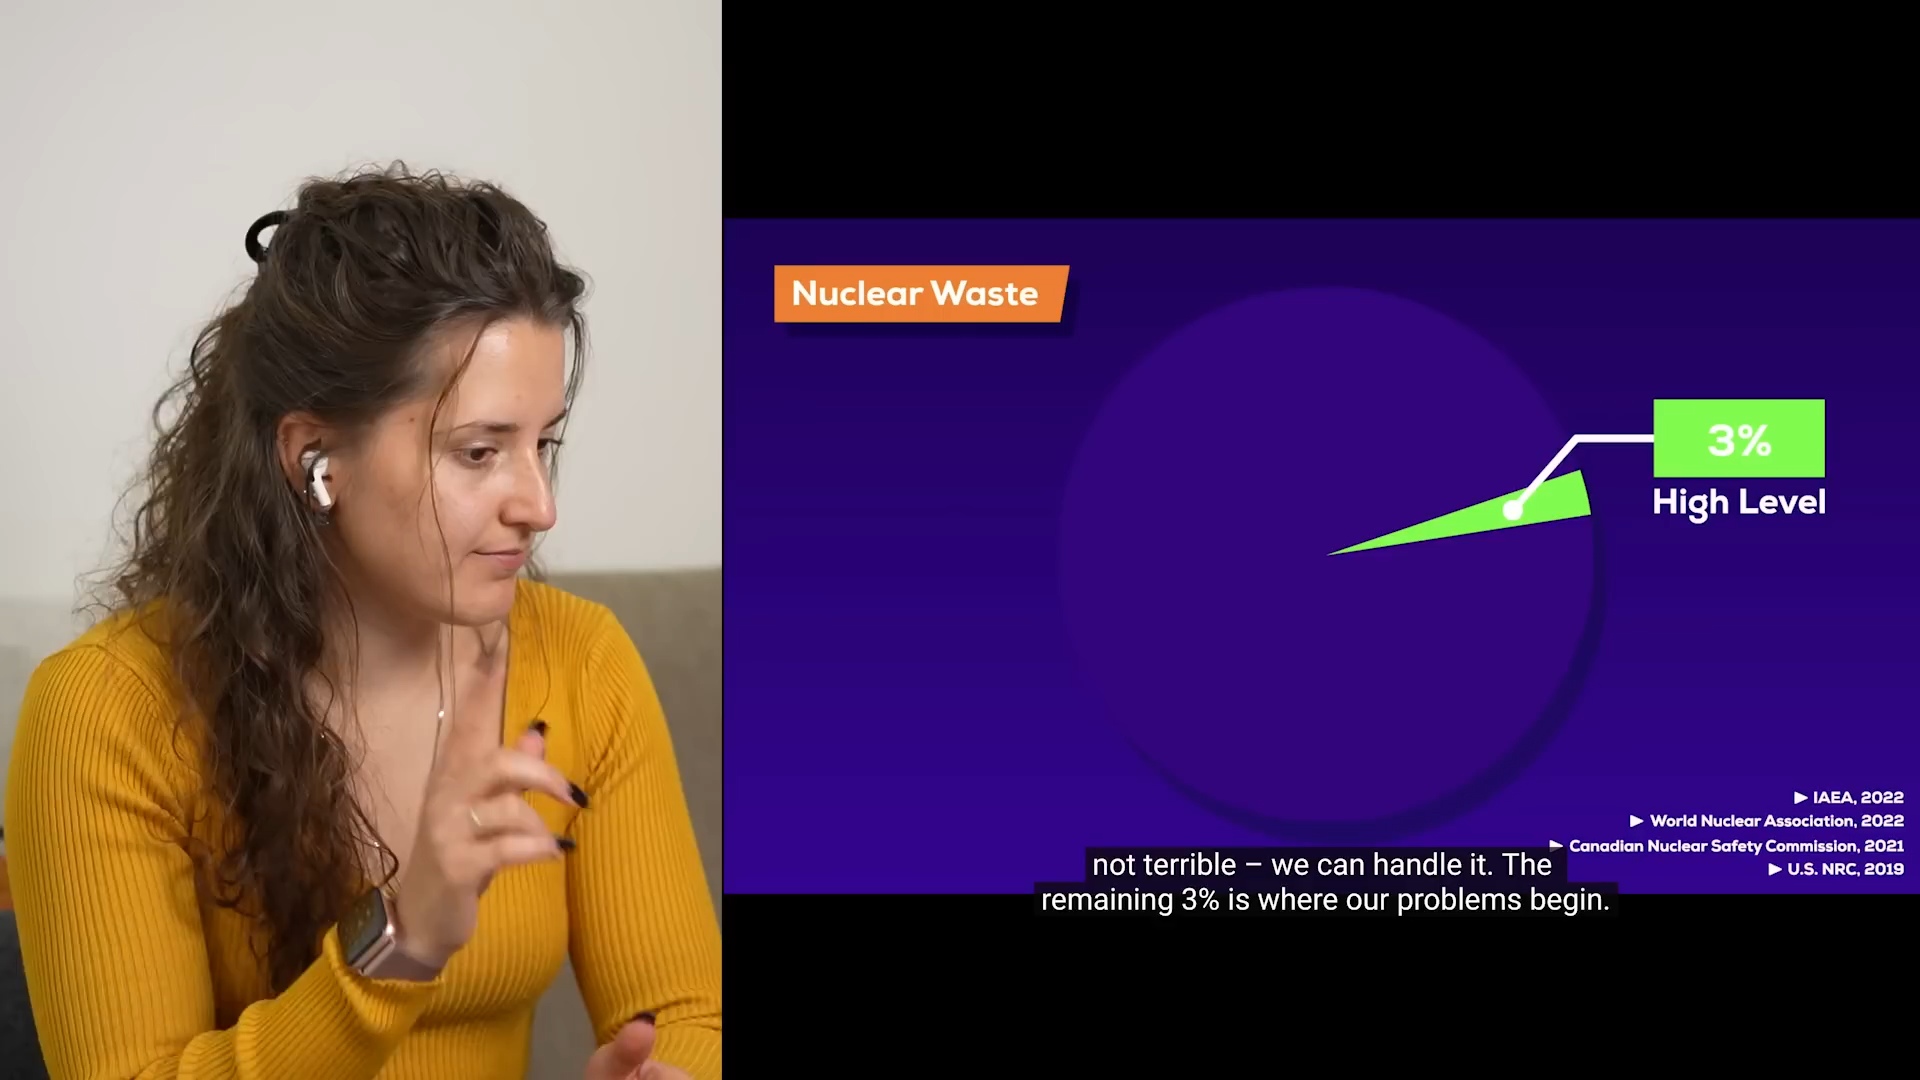 Nuclear Waste
3%
High Level
► IAEA, 2022
► World Nuclear Association, 2022
► Canadian Nuclear Safety Commission, 2021
► U.S. NRC, 2019
not terrible – we can handle it. The
remaining 3% is where our problems begin.